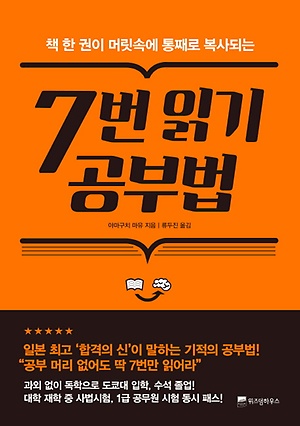 책 한 권이 머릿속에 통째로 복사되는
7번 읽기
공부법
야마구치 마유 지음 | 류두진 옮김
★★★★★
일본 최고 ‘합격의 신’이 말하는 기적의 공부법!
“공부 머리 없어도 딱 7번만 읽어라”
과외 없이 독학으로 도쿄대 입학, 수석 졸업!
대학 재학 중 사법시험, 1급 공무원 시험 동시 패스!
위즈덤하우스